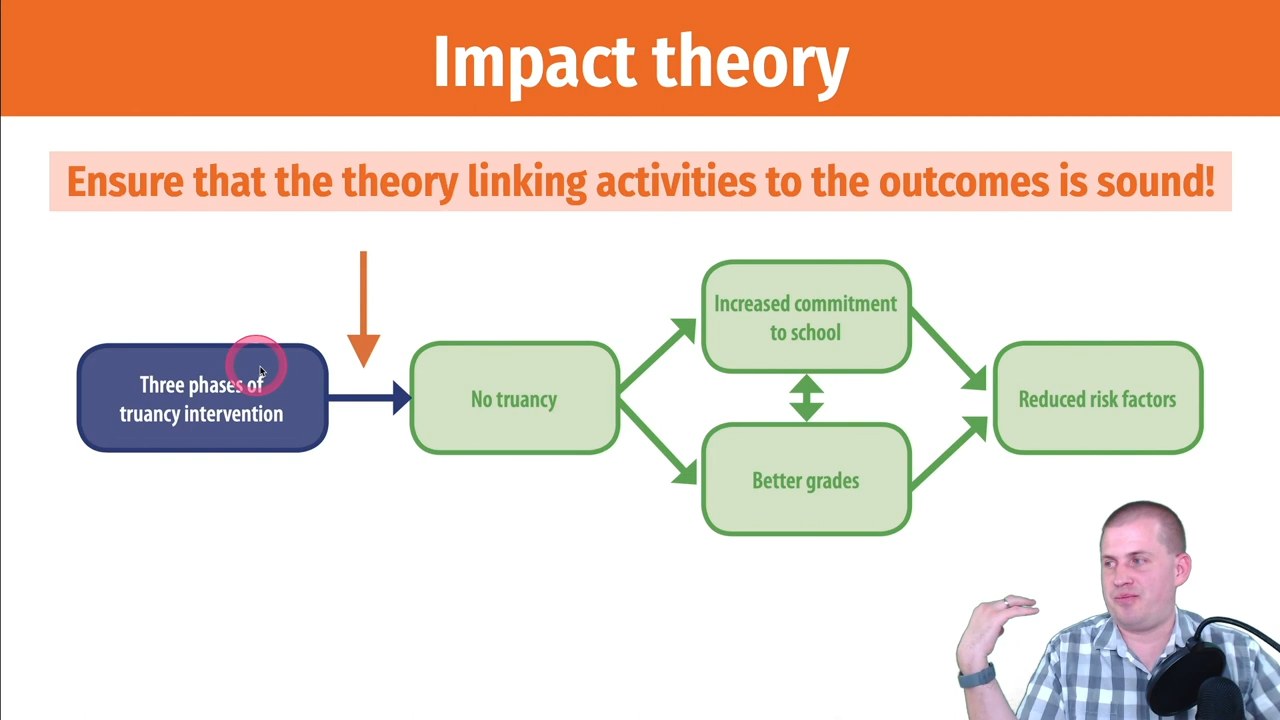 Impact theory
Ensure that the theory linking activities to the outcomes is sound!
Three phases of
truancy intervention
No truancy
Increased commitment
to school
Better grades
Reduced risk factors